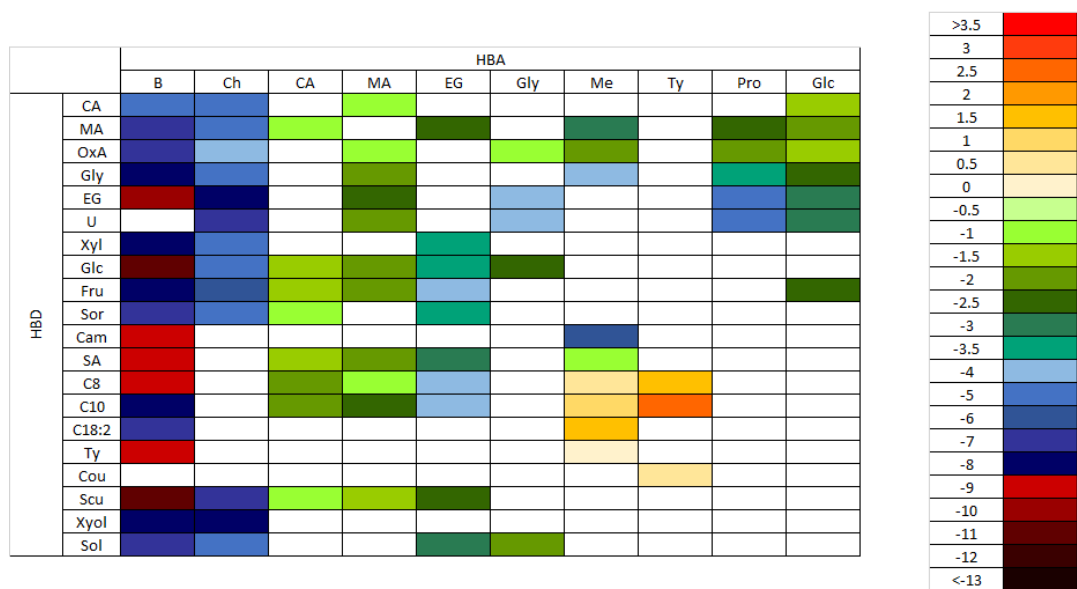 HBA
B Ch CA MA EG Gly Me Ty Pro Glc
HBD
CA
MA
OxA
Gly
EG
U
Xyl
Glc
Fru
Sor
Cam
SA
C8
C10
C18:2
Ty
Cou
Scu
Xyol
Sol
>3.5
3
2.5
2
1.5
1
0.5
0
-0.5
-1
-1.5
-2
-2.5
-3
-3.5
-4
-5
-6
-7
-8
-9
-10
-11
-12
<-13